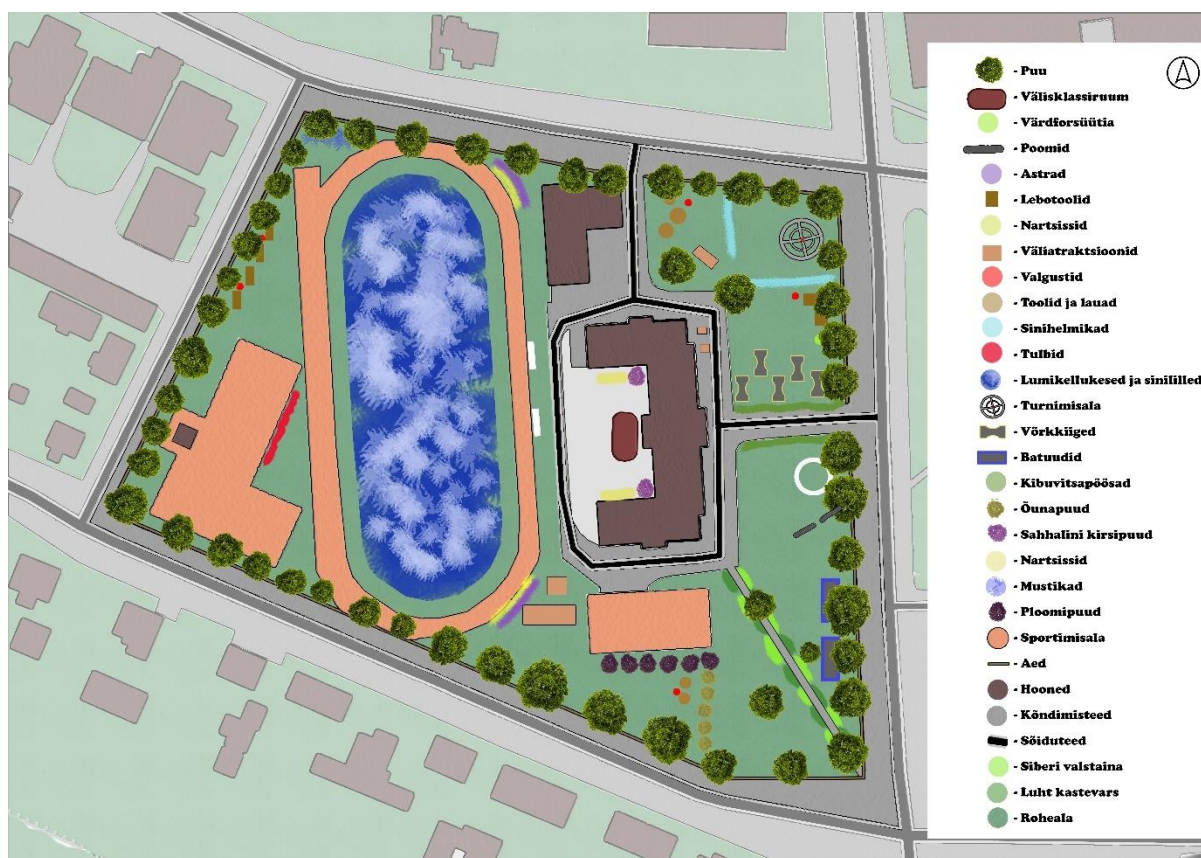 - Puu
- Välisklassiruum
- Värdforsüütia
- Poomid
- Astrad
- Lebotoolid
- Nartsissid
- Väliatraktsioonid
- Valgustid
- Toolid ja lauad
- Sinihelmikad
- Tulbid
- Lumikellukesed ja sinililled
- Turnimisala
- Võrkkiiged
- Batuudid
- Kibuvitsapõõsad
- Õunapuud
- Sahhalini kirsipuud
- Nartsissid
- Mustikad
- Ploomipuud
- Sportimisala
- Aed
- Hooned
- Kõndimisteed
- Sõiduteed
- Siberi valstaina
- Luht kastevars
- Roheala